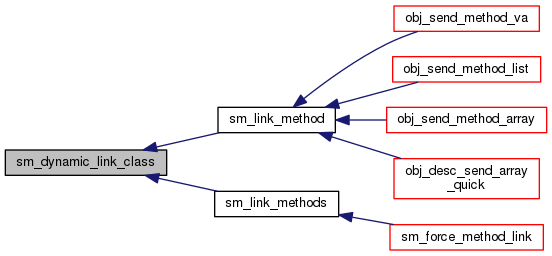 obj_send_method_va
obj_send_method_list
sm_link_method
obj_send_method_array
sm_dynamic_link_class
obj_desc_send_array
_quick
sm_link_methods
sm_force_method_link